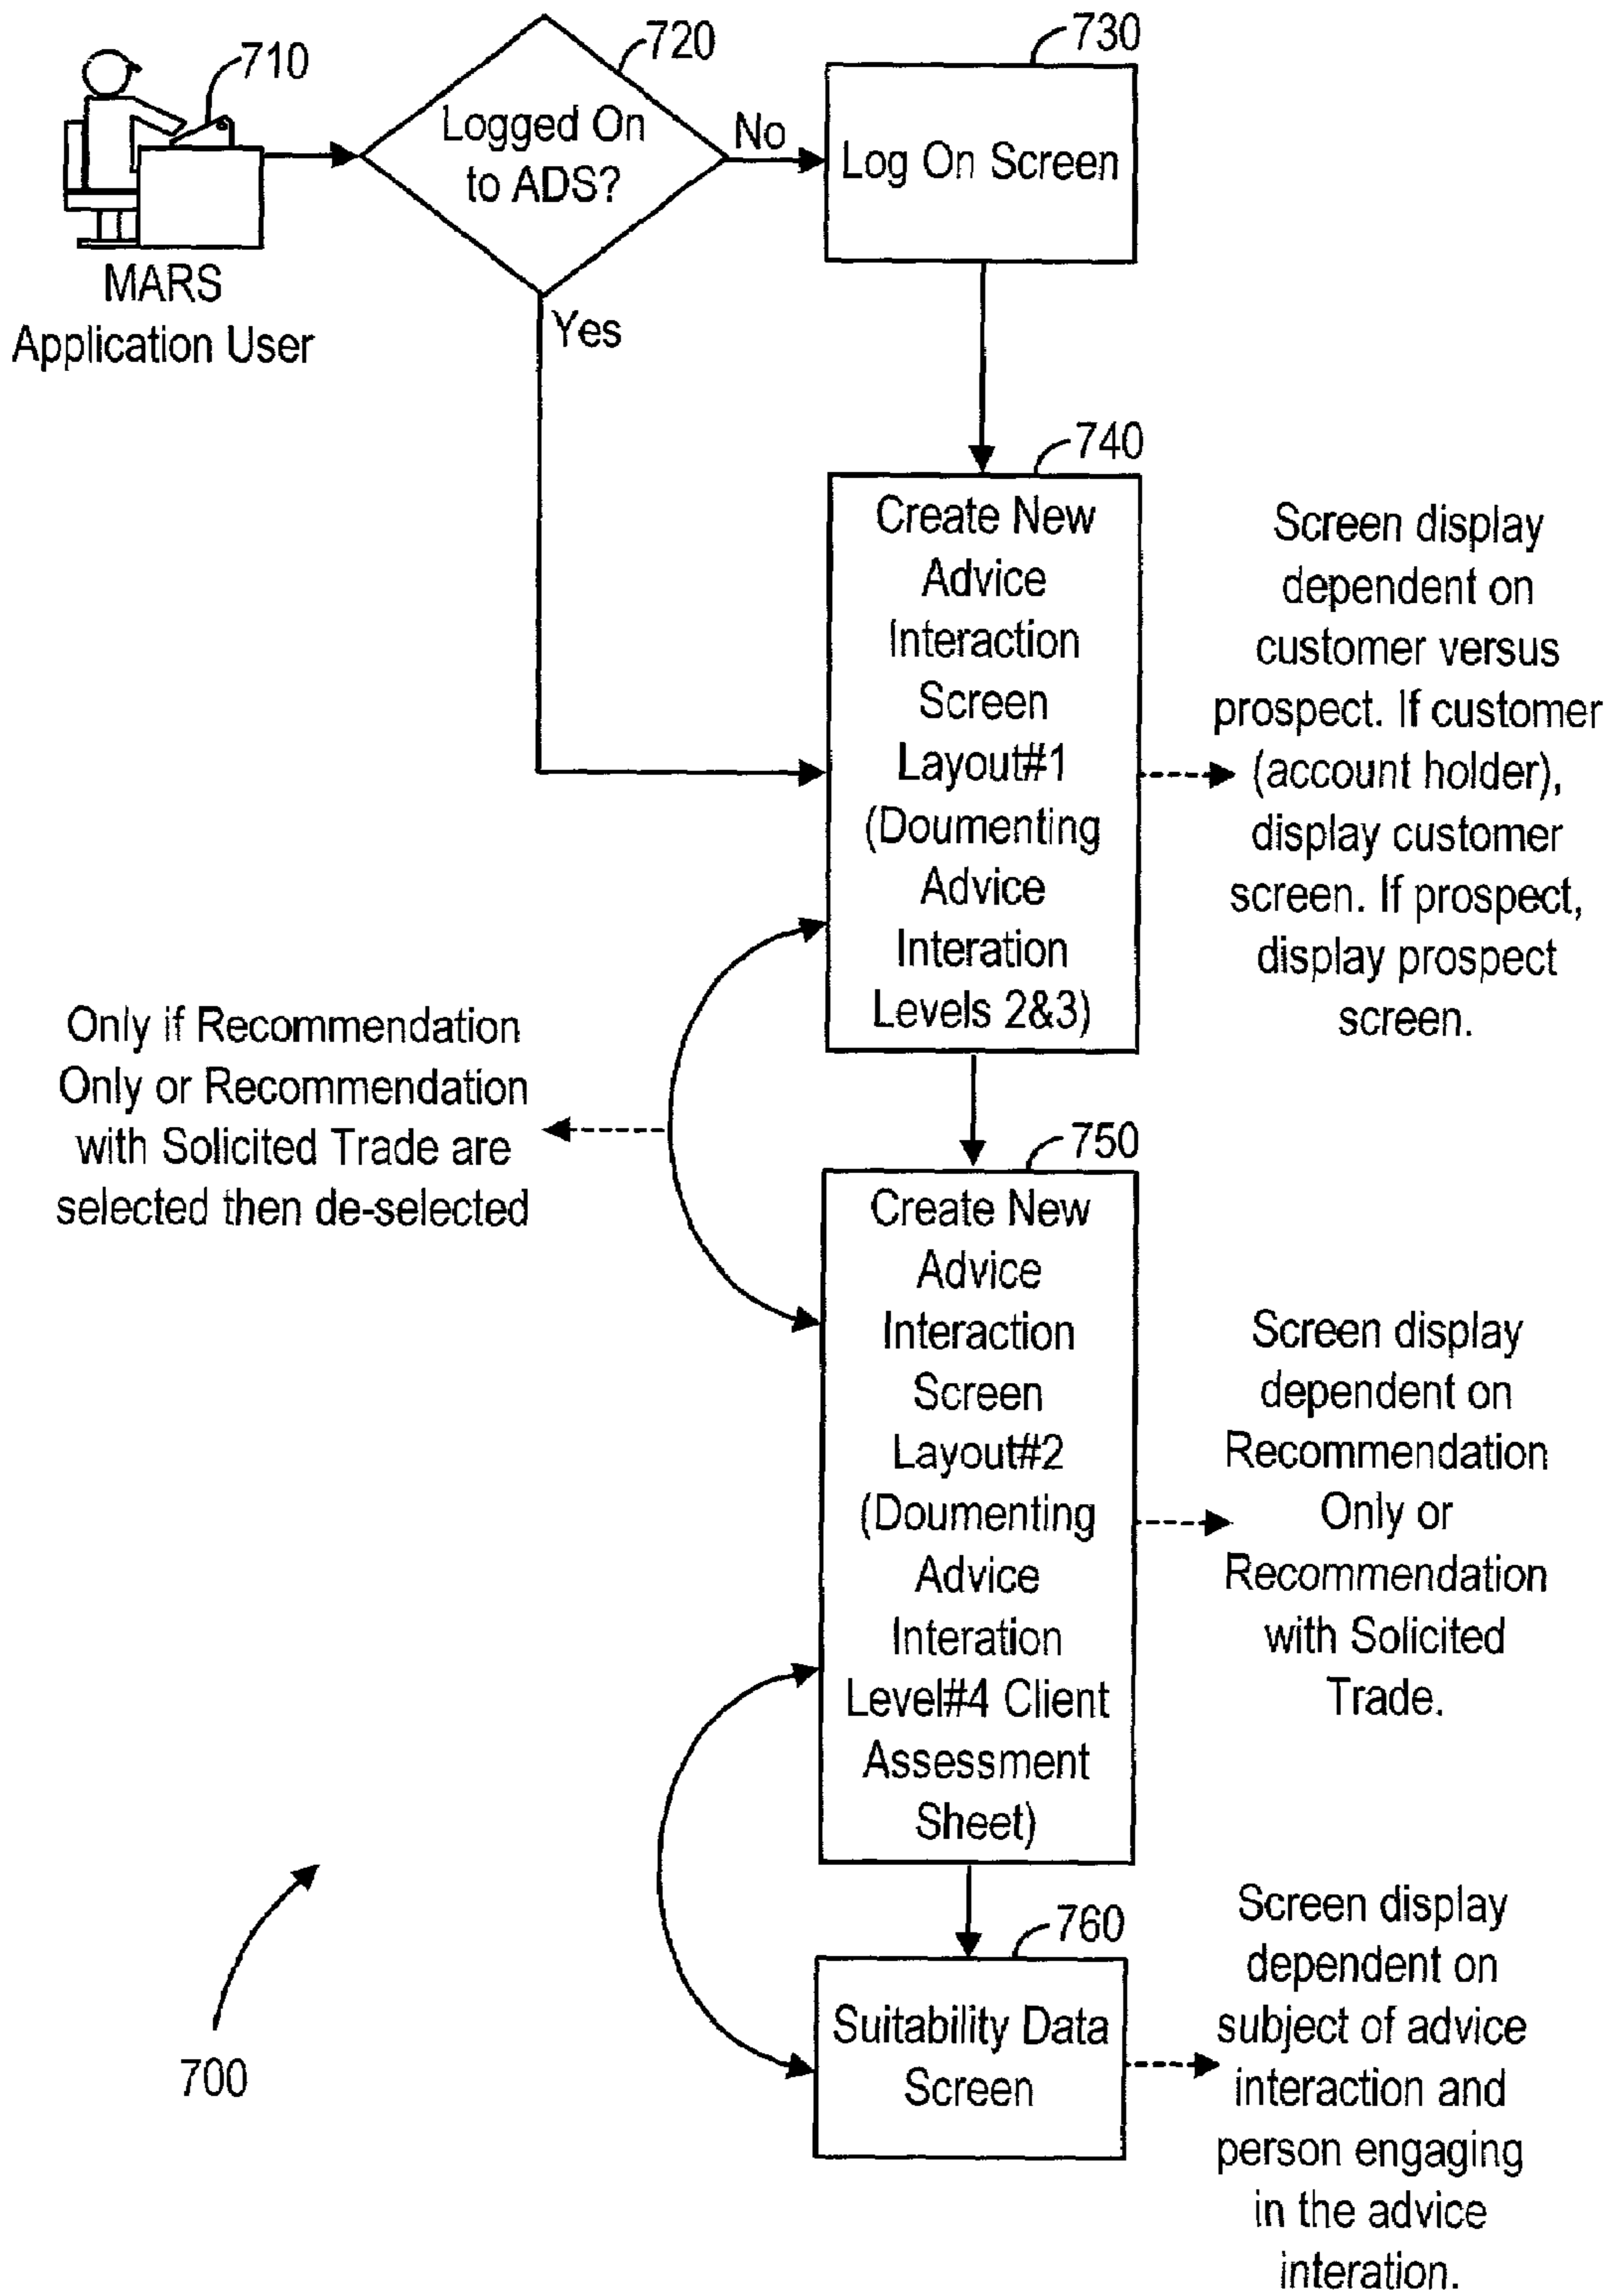 710
720
730
Logged On
to ADS?
No
Log On Screen
MARS
Application User
Yes
740
Create New
Advice
Interaction
Screen
Layout#1
(Doumenting
Advice
Interation
Levels 2&3)
Screen display
dependent on
customer versus
prospect. If customer
(account holder),
display customer
screen. If prospect,
display prospect
screen.
Only if Recommendation
Only or Recommendation
with Solicited Trade are
selected then de-selected
750
Create New
Advice
Interaction
Screen
Layout#2
(Doumenting
Advice
Interation
Level#4 Client
Assessment
Sheet)
Screen display
dependent on
Recommendation
Only or
Recommendation
with Solicited
Trade.
760
Suitability Data
Screen
Screen display
dependent on
subject of advice
interaction and
person engaging
in the advice
interation.
700